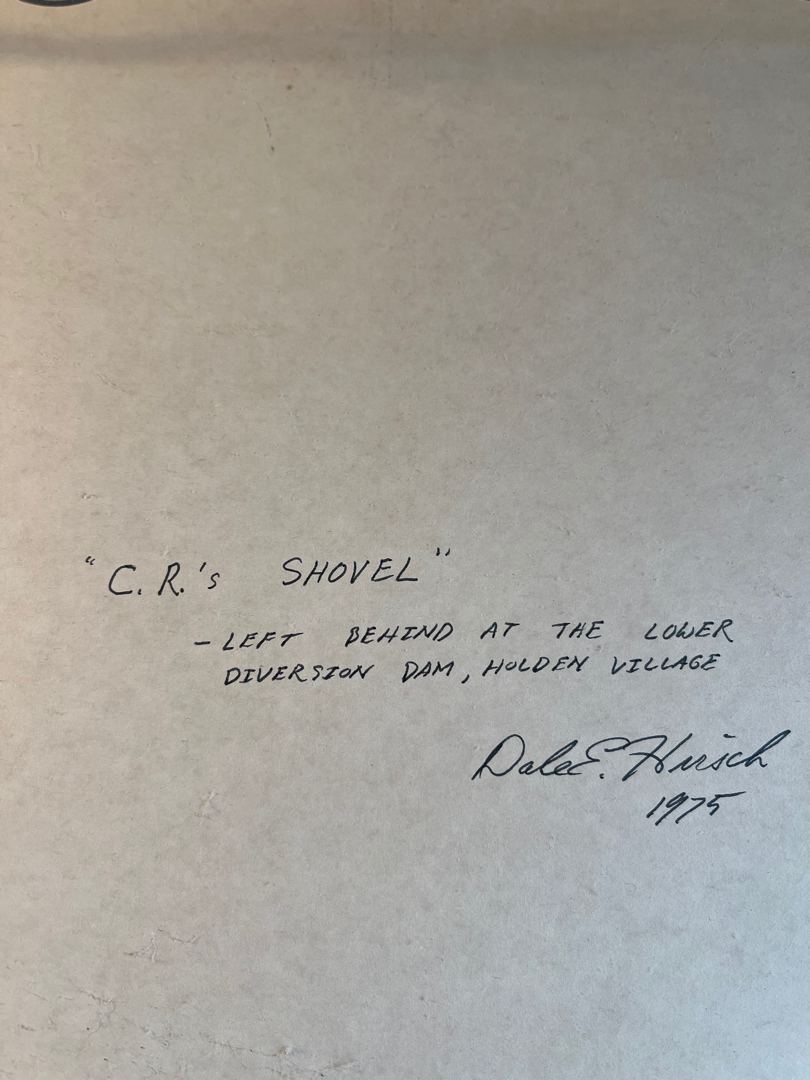 "C. R.'s SHOVEL"
- LEFT BEHIND AT THE LOWER
DIVERSION DAM, HOLDEN VILLAGE
Dale E. Hirsch
1975